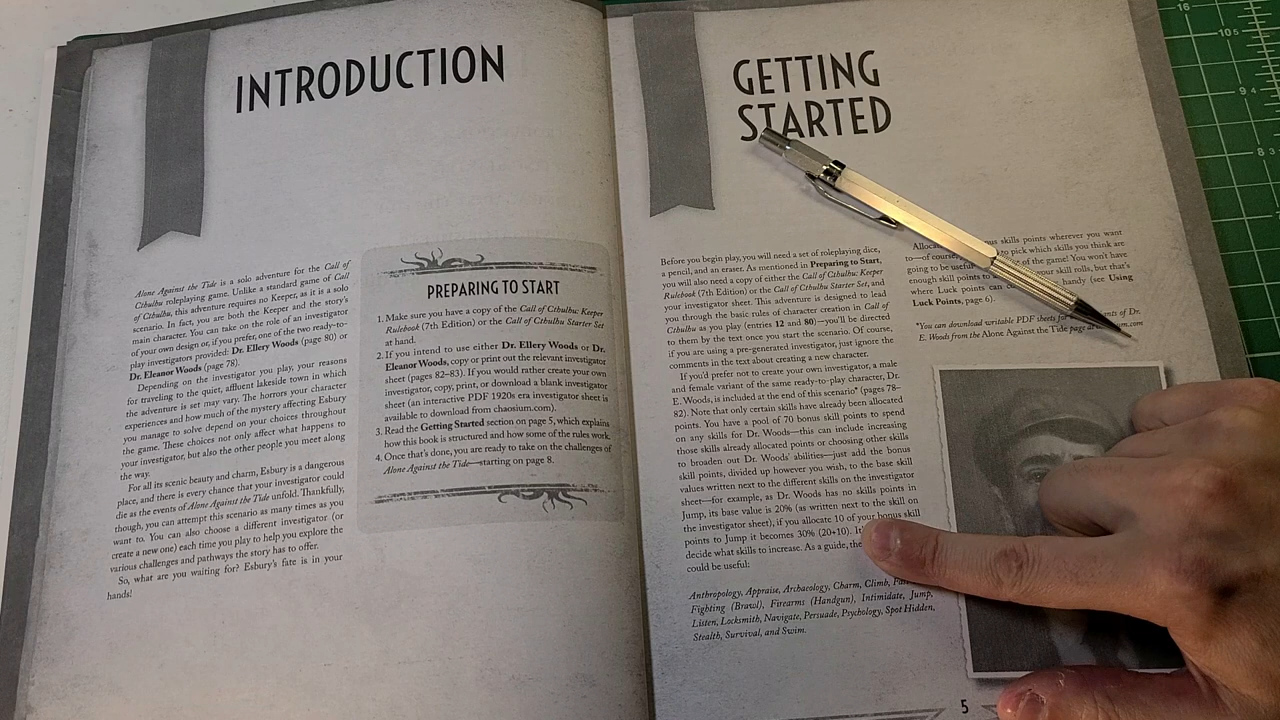 INTRODUCTION
Alone Against the Tide is a solo adventure for the Call of
Cthulhu roleplaying game. Unlike a standard game of Call
of Cthulhu, this adventure requires no Keeper, as it is a solo
scenario. In fact, you are both the Keeper and the story's
main character. You can take on the role of an investigator
of your own design or, if you prefer, one of the two ready-to-
play investigators provided: Dr. Ellery Woods (page 80) or
Dr. Eleanor Woods (page 78).
Depending on the investigator you play, your reasons
for traveling to the quiet, affluent lakeside town in which
the adventure is set may vary. The horrors your character
experiences and how much of the mystery affecting Esbury
you manage to solve depend on your choices throughout
the game. These choices not only affect what happens to
your investigator, but also the other people you meet along
the way.
For all its scenic beauty and charm, Esbury is a dangerous
place, and there is every chance that your investigator could
die as the events of Alone Against the Tide unfold. Thankfully,
though, you can attempt this scenario as many times as you
want to. You can also choose a different investigator (or
create a new one) each time you play to help you explore the
various challenges and pathways the story has to offer.
So, what are you waiting for? Esbury's fate is in your
hands!
PREPARING TO START
1. Make sure you have a copy of the Call of Cthulhu: Keeper
Rulebook (7th Edition) or the Call of Cthulhu Starter Set
at hand.
2. If you intend to use either Dr. Ellery Woods or Dr.
Eleanor Woods, copy or print out the relevant investigator
sheet (pages 82–83). If you would rather create your own
investigator, copy, print, or download a blank investigator
sheet (an interactive PDF 1920s era investigator sheet is
available to download from chaosium.com).
3. Read the Getting Started section on page 5, which explains
how this book is structured and how some of the rules work.
4. Once that's done, you are ready to take on the challenges of
Alone Against the Tide—starting on page 8.
GETTING
STARTED
Before you begin play, you will need a set of roleplaying dice,
a pencil, and an eraser. As mentioned in Preparing to Start,
you will also need a copy of either the Call of Cthulhu: Keeper
Rulebook (7th Edition) or the Call of Cthulhu Starter Set, and
your investigator sheet. This adventure is designed to lead
you through the basic rules of character creation in Call of
Cthulhu as you play (entries 12 and 80)—you'll be directed
to them by the text once you start the scenario. Of course,
if you are using a pre-generated investigator, just ignore the
comments in the text about creating a new character.
If you'd prefer not to create your own investigator, a male
and female variant of the same ready-to-play character, Dr.
E. Woods, is included at the end of this scenario* (pages 78–
82). Note that only certain skills have already been allocated
points. You have a pool of 70 bonus skill points to spend
on any skills for Dr. Woods—this can include increasing
those skills already allocated points or choosing other skills
to broaden out Dr. Woods' abilities—just add the bonus
skill points, divided up however you wish, to the base skill
values written next to the different skills on the investigator
sheet—for example, as Dr. Woods has no skills points in
Jump, its base value is 20% (as written next to the skill on
the investigator sheet), if you allocate 10 of your bonus skill
points to Jump it becomes 30% (20+10).
decide what skills to increase. As a guide, the
could be useful:
Anthropology, Appraise, Archaeology, Charm, Climb,
Fighting (Brawl), Firearms (Handgun), Intimidate, Jump,
Listen, Locksmith, Navigate, Persuade, Psychology, Spot Hidden,
Stealth, Survival, and Swim.
skills points wherever you want
to—of course to pick which skills you think are
going to be useful of the game! You won't have
enough skill points to your skill rolls, but that's
where Luck points can handy (see Using
Luck Points, page 6).
*You can download writable PDF sheets for of Dr.
E. Woods from the Alone Against the Tide page
5
16
105
94
83